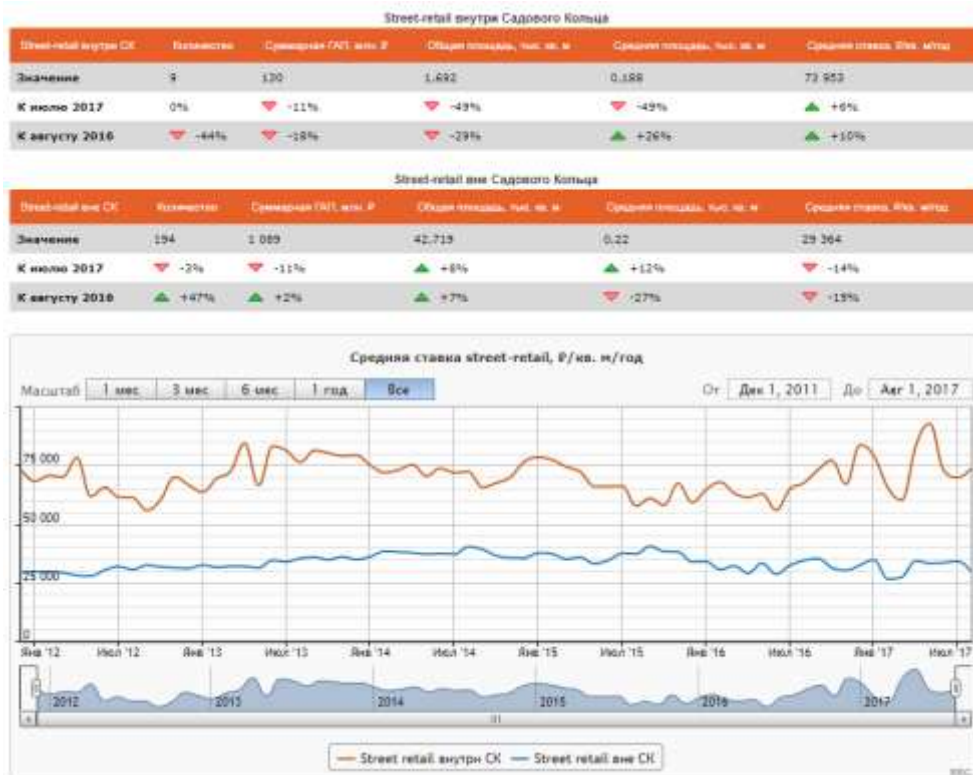 Street-retail внутри Садового Кольца
Street-retail внутри СК Количество Суммарная ГАП, млн. ₽ Общая площадь, тыс. кв. м Средняя площадь, тыс. кв. м Средняя ставка, ₽/кв. м/год
Значение 9 120 1,692 0,188 72 953
К июлю 2017 0% -11% -49% -49% +6%
К августу 2016 -44% -18% -29% +26% +10%
Street-retail вне Садового Кольца
Street-retail вне СК Количество Суммарная ГАП, млн. ₽ Общая площадь, тыс. кв. м Средняя площадь, тыс. кв. м Средняя ставка, ₽/кв. м/год
Значение 194 1 089 42,719 0,22 29 364
К июлю 2017 -3% -11% +8% +12% -14%
К августу 2016 +47% +2% +7% -27% -19%
Средняя ставка street-retail, ₽/кв. м/год
Масштаб 1 мес 3 мес 6 мес 1 год Все От Дек 1, 2011 До Авг 1, 2017
75 000
50 000
25 000
0
Янв '12 Июл '12 Янв '13 Июл '13 Янв '14 Июл '14 Янв '15 Июл '15 Янв '16 Июл '16 Янв '17 Июл '17
2012 2013 2014 2015 2016 2017
Street retail внутри СК Street retail вне СК